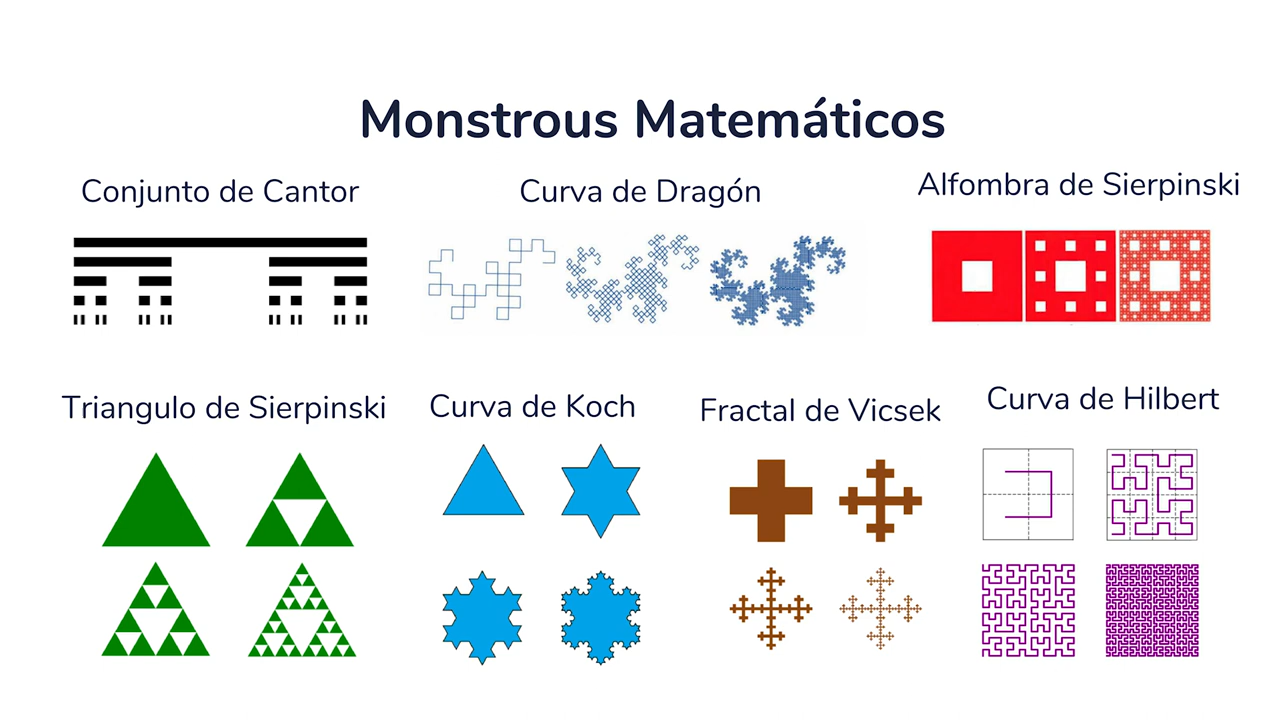 Monstrous Matemáticos
Conjunto de Cantor
Curva de Dragón
Alfombra de Sierpinski
Triangulo de Sierpinski
Curva de Koch
Fractal de Vicsek
Curva de Hilbert